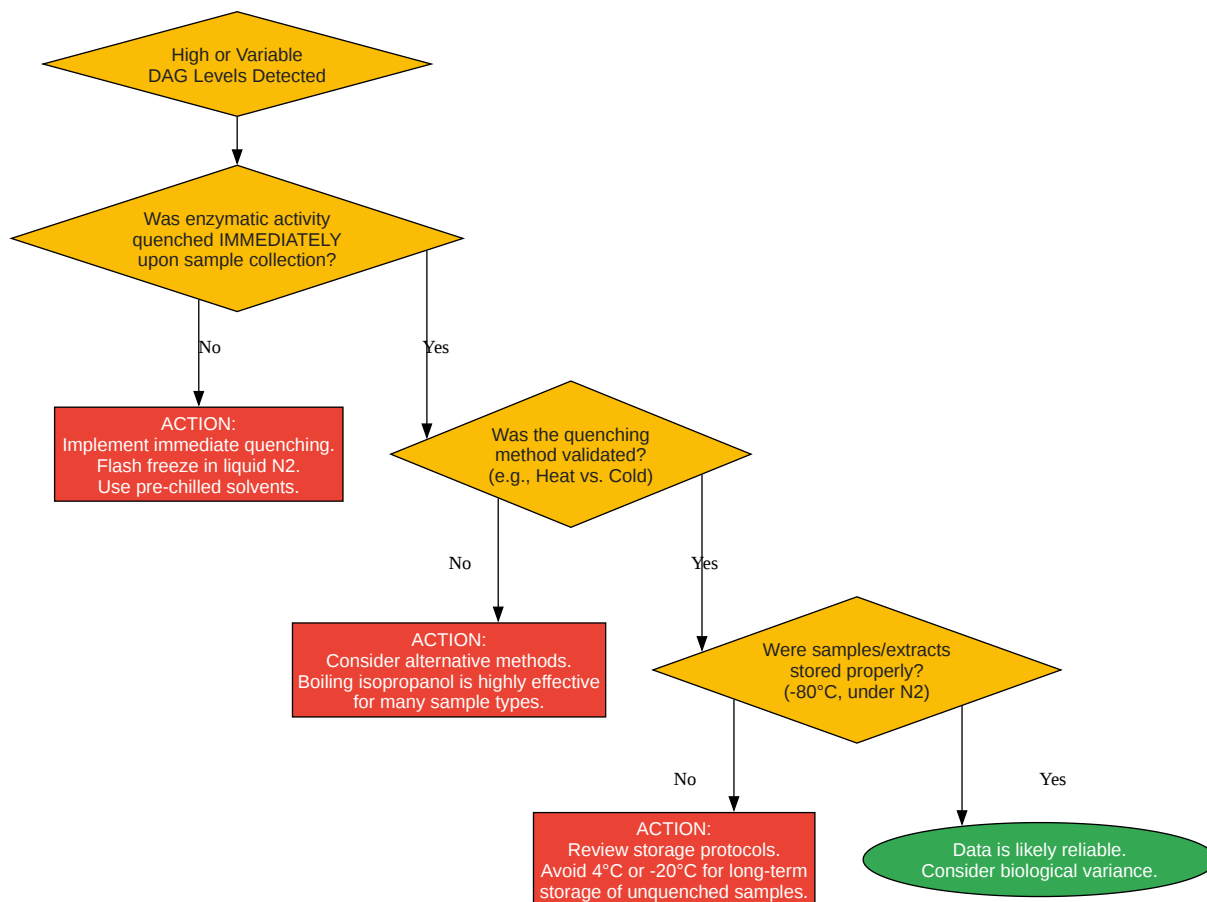 High or Variable
DAG Levels Detected
Was enzymatic activity
quenched IMMEDIATELY
upon sample collection?
No
Yes
ACTION:
Implement immediate quenching.
Flash freeze in liquid N2.
Use pre-chilled solvents.
Was the quenching
method validated?
(e.g., Heat vs. Cold)
No
Yes
ACTION:
Consider alternative methods.
Boiling isopropanol is highly effective
for many sample types.
Were samples/extracts
stored properly?
(-80°C, under N2)
No
Yes
ACTION:
Review storage protocols.
Avoid 4°C or -20°C for long-term
storage of unquenched samples.
Data is likely reliable.
Consider biological variance.